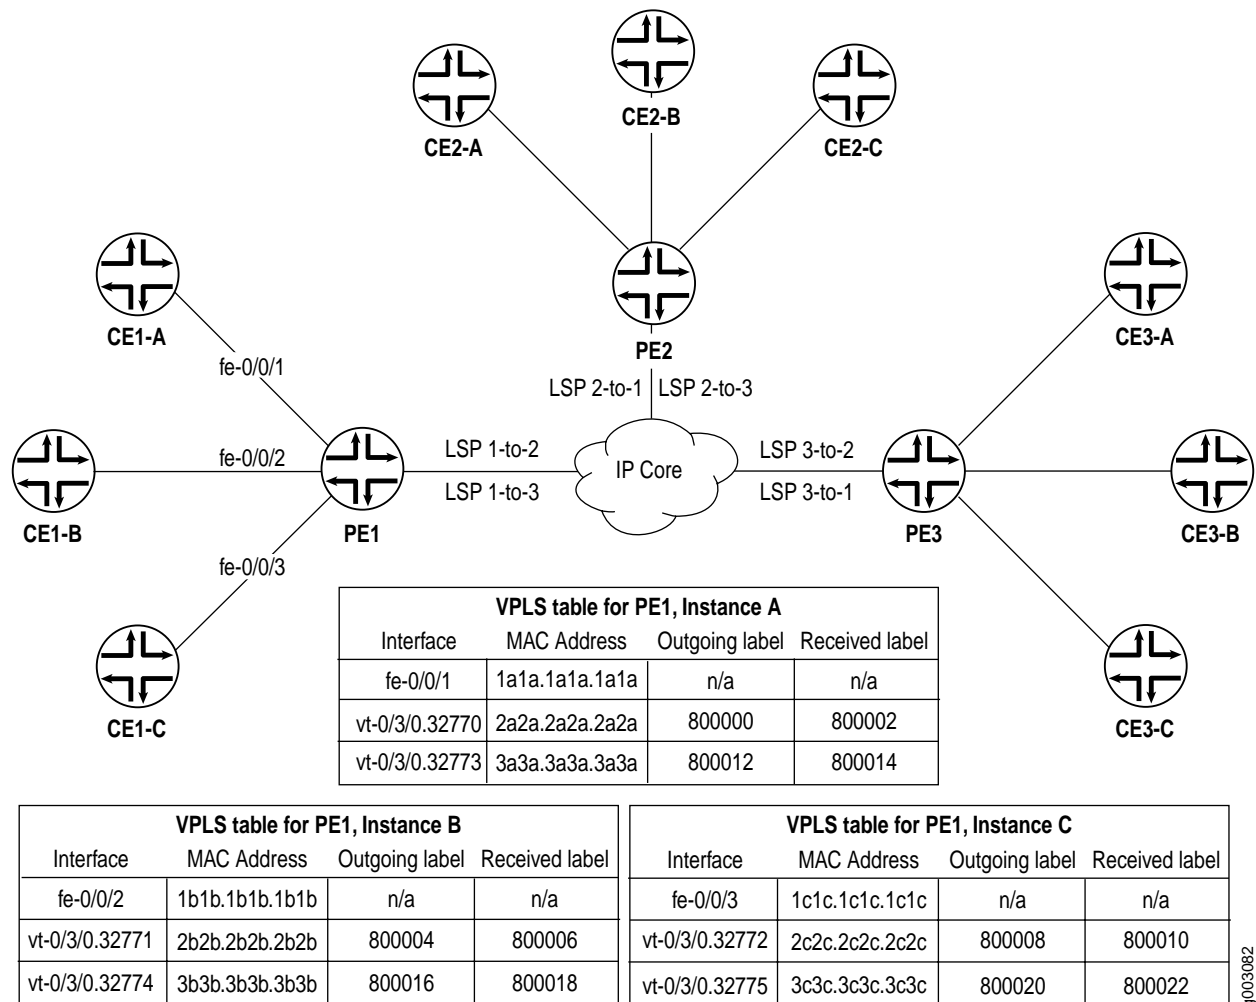 CE2-B
CE2-A
CE2-C
CE1-A
PE2
CE3-A
fe-0/0/1
LSP 2-to-1
LSP 2-to-3
fe-0/0/2
LSP 1-to-2
IP Core
LSP 3-to-2
LSP 1-to-3
LSP 3-to-1
CE1-B
PE1
PE3
CE3-B
fe-0/0/3
CE1-C
CE3-C
VPLS table for PE1, Instance A
Interface MAC Address Outgoing label Received label
fe-0/0/1 1a1a.1a1a.1a1a n/a n/a
vt-0/3/0.32770 2a2a.2a2a.2a2a 800000 800002
vt-0/3/0.32773 3a3a.3a3a.3a3a 800012 800014
VPLS table for PE1, Instance B
Interface MAC Address Outgoing label Received label
fe-0/0/2 1b1b.1b1b.1b1b n/a n/a
vt-0/3/0.32771 2b2b.2b2b.2b2b 800004 800006
vt-0/3/0.32774 3b3b.3b3b.3b3b 800016 800018
VPLS table for PE1, Instance C
Interface MAC Address Outgoing label Received label
fe-0/0/3 1c1c.1c1c.1c1c n/a n/a
vt-0/3/0.32772 2c2c.2c2c.2c2c 800008 800010
vt-0/3/0.32775 3c3c.3c3c.3c3c 800020 800022